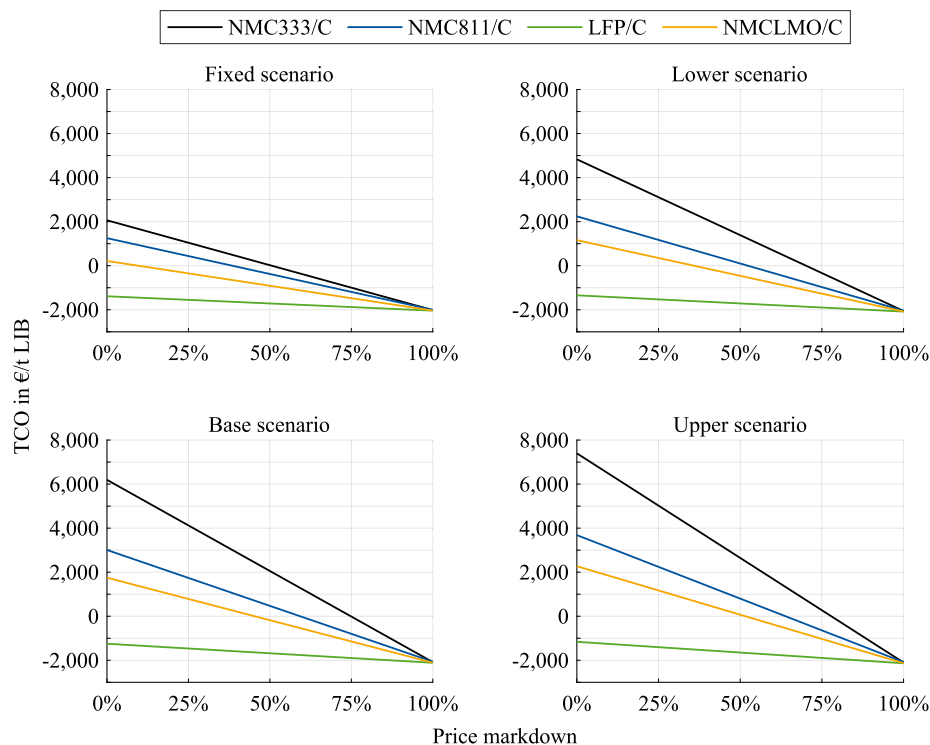 NMC333/C NMC811/C LFP/C NMCLMO/C
Fixed scenario
8,000
6,000
4,000
2,000
0
-2,000
0% 25% 50% 75% 100%
Lower scenario
8,000
6,000
4,000
2,000
0
-2,000
0% 25% 50% 75% 100%
TCO in €/t LIB
Base scenario
8,000
6,000
4,000
2,000
0
-2,000
0% 25% 50% 75% 100%
Upper scenario
8,000
6,000
4,000
2,000
0
-2,000
0% 25% 50% 75% 100%
Price markdown